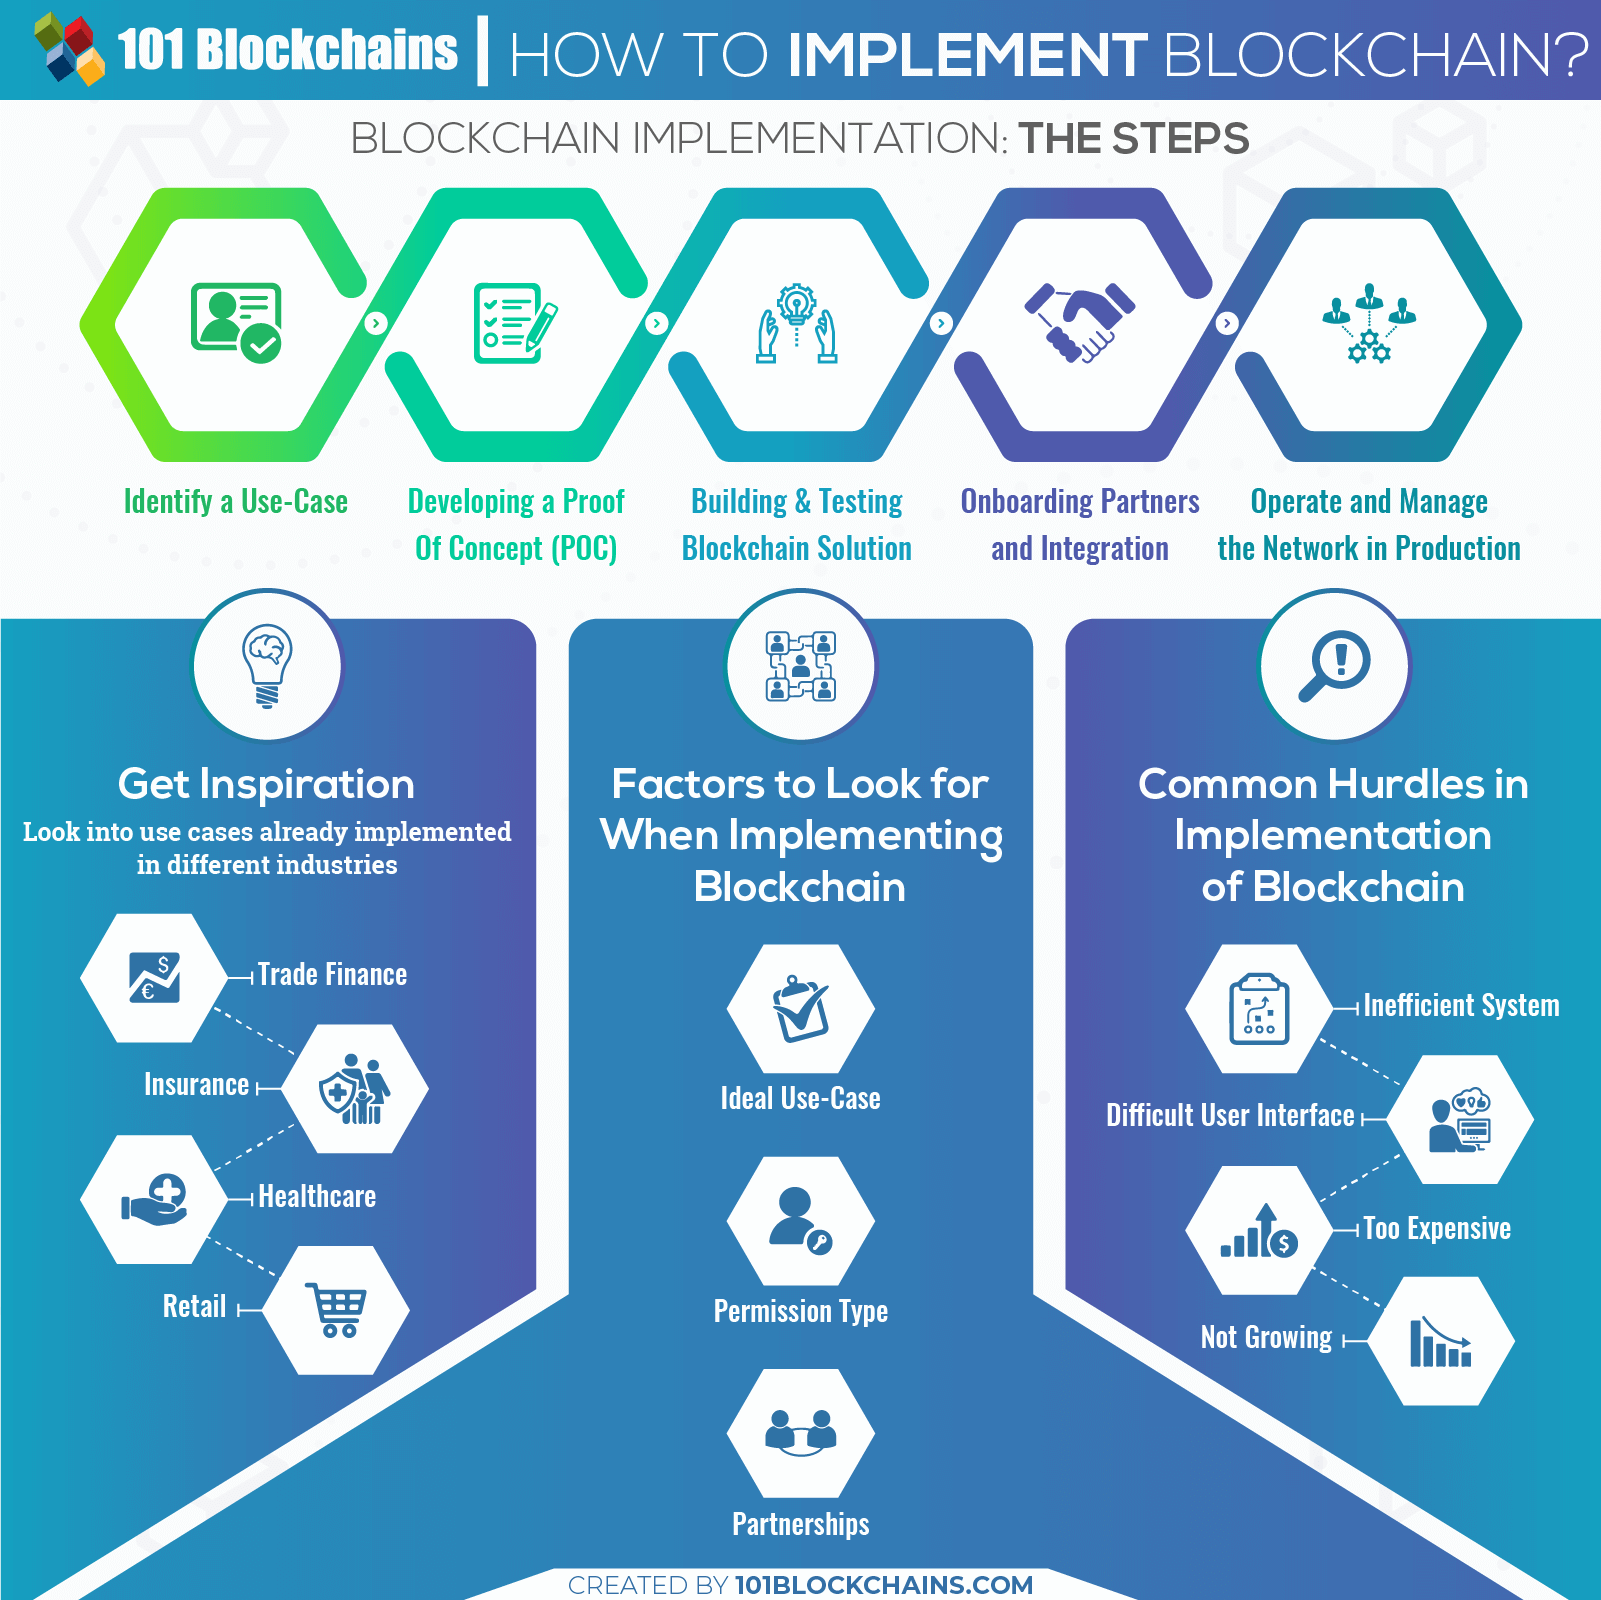 101 Blockchains | HOW TO IMPLEMENT BLOCKCHAIN?
BLOCKCHAIN IMPLEMENTATION: THE STEPS
Identify a Use-Case
Developing a Proof
Of Concept (POC)
Building & Testing
Blockchain Solution
Onboarding Partners
and Integration
Operate and Manage
the Network in Production
Get Inspiration
Look into use cases already implemented
in different industries
$
€
Trade Finance
Insurance
Healthcare
Retail
Factors to Look for
When Implementing
Blockchain
Ideal Use-Case
Permission Type
Partnerships
Common Hurdles in
Implementation
of Blockchain
Inefficient System
Difficult User Interface
$
Too Expensive
Not Growing
CREATED BY 101BLOCKCHAINS.COM